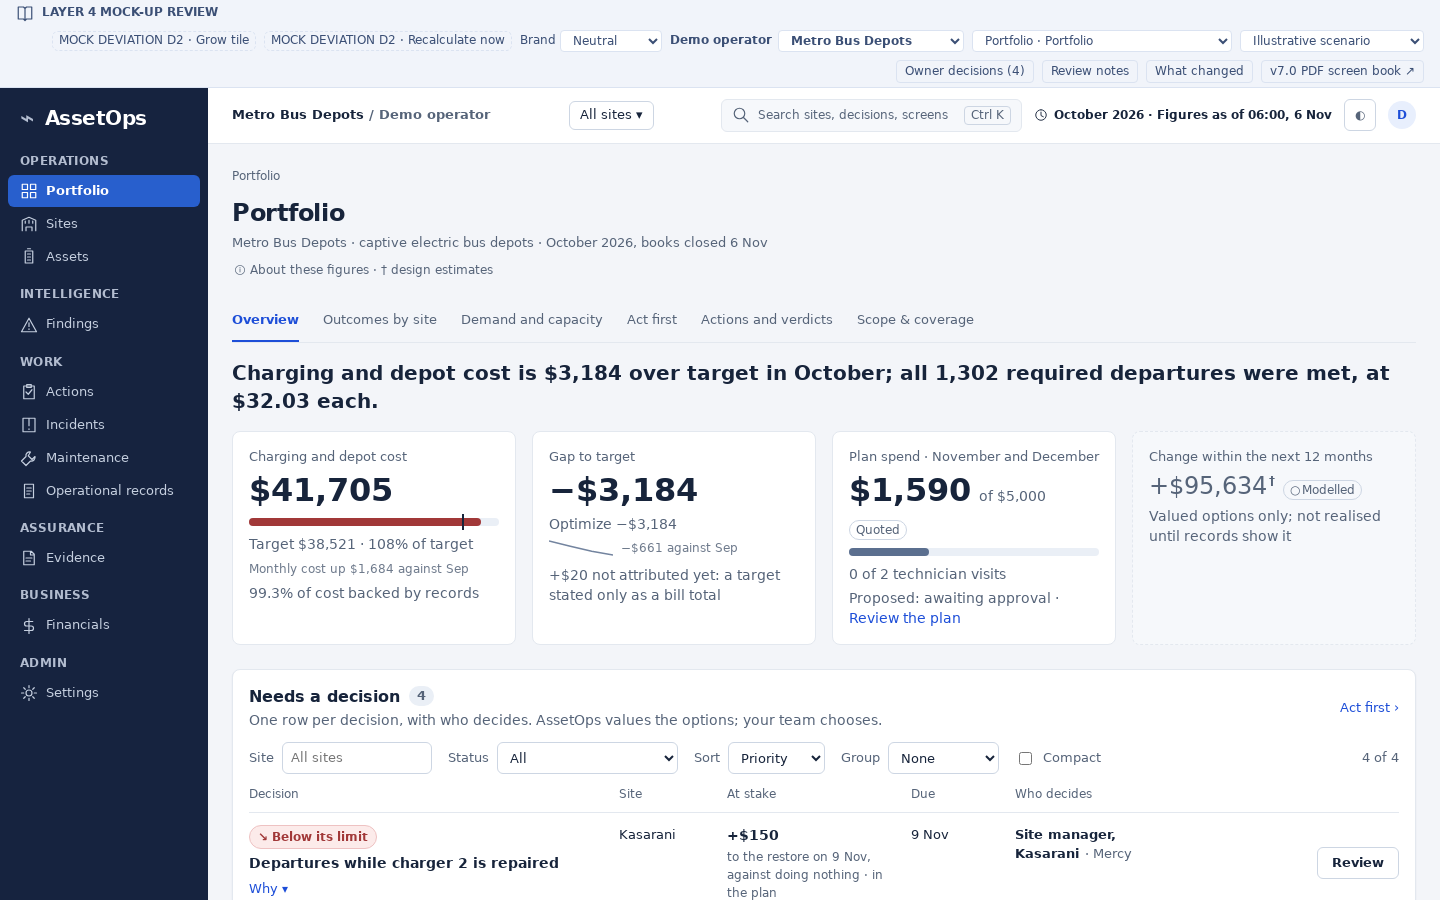 LAYER 4 MOCK-UP REVIEW
MOCK DEVIATION D2 · Grow tile
MOCK DEVIATION D2 · Recalculate now
Brand
Neutral
Demo operator
Metro Bus Depots
Portfolio · Portfolio
Illustrative scenario
Owner decisions (4)
Review notes
What changed
v7.0 PDF screen book ↗
AssetOps
OPERATIONS
Portfolio
Sites
Assets
INTELLIGENCE
Findings
WORK
Actions
Incidents
Maintenance
Operational records
ASSURANCE
Evidence
BUSINESS
Financials
ADMIN
Settings
Metro Bus Depots / Demo operator
All sites ▾
Search sites, decisions, screens
Ctrl K
October 2026 · Figures as of 06:00, 6 Nov
D
Portfolio
Portfolio
Metro Bus Depots · captive electric bus depots · October 2026, books closed 6 Nov
About these figures · † design estimates
Overview
Outcomes by site
Demand and capacity
Act first
Actions and verdicts
Scope & coverage
Charging and depot cost is $3,184 over target in October; all 1,302 required departures were met, at
$32.03 each.
Charging and depot cost
$41,705
Target $38,521 · 108% of target
Monthly cost up $1,684 against Sep
99.3% of cost backed by records
Gap to target
−$3,184
Optimize −$3,184
−$661 against Sep
+$20 not attributed yet: a target
stated only as a bill total
Plan spend · November and December
$1,590 of $5,000
Quoted
0 of 2 technician visits
Proposed: awaiting approval ·
Review the plan
Change within the next 12 months
+$95,634† Modelled
Valued options only; not realised
until records show it
Needs a decision 4
One row per decision, with who decides. AssetOps values the options; your team chooses.
Act first ›
Site
All sites
Status
All
Sort
Priority
Group
None
Compact
4 of 4
Decision
Site
At stake
Due
Who decides
↘ Below its limit
Departures while charger 2 is repaired
Why ▾
Kasarani
+$150
to the restore on 9 Nov,
against doing nothing · in
the plan
9 Nov
Site manager,
Kasarani · Mercy
Review